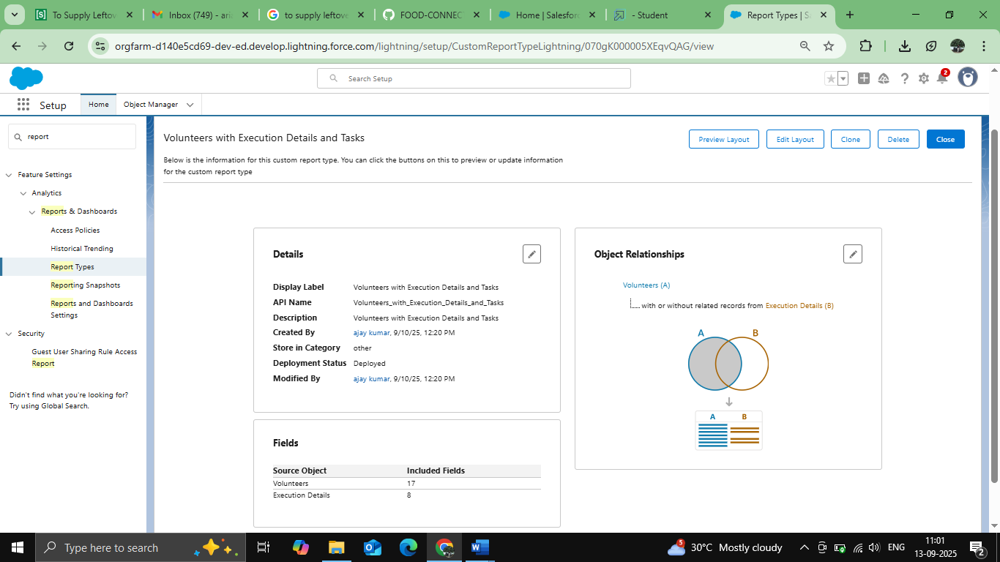 To Supply Leftov
Inbox (749) - aria
to supply leftove
FOOD-CONNEC
Home | Salesforc
- Student
Report Types | S
orgfarm-d140e5cd69-dev-ed.develop.lightning.force.com/lightning/setup/CustomReportTypeLightning/070gK000005XEqvQAG/view
Search Setup
2
Setup
Home
Object Manager
report
Feature Settings
Analytics
Reports & Dashboards
Access Policies
Historical Trending
Report Types
Reporting Snapshots
Reports and Dashboards
Settings
Security
Guest User Sharing Rule Access
Report
Didn't find what you're looking for?
Try using Global Search.
Volunteers with Execution Details and Tasks
Preview Layout
Edit Layout
Clone
Delete
Close
Below is the information for this custom report type. You can click the buttons on this to preview or update information
for the custom report type
Details
Display Label Volunteers with Execution Details and Tasks
API Name Volunteers_with_Execution_Details_and_Tasks
Description Volunteers with Execution Details and Tasks
Created By ajay kumar, 9/10/25, 12:20 PM
Store in Category other
Deployment Status Deployed
Modified By ajay kumar, 9/10/25, 12:20 PM
Fields
Source Object Included Fields
Volunteers 17
Execution Details 8
Object Relationships
Volunteers (A)
with or without related records from Execution Details (B)
A B
A B
Type here to search
5
30°C Mostly cloudy
ENG
11:01
13-09-2025
2